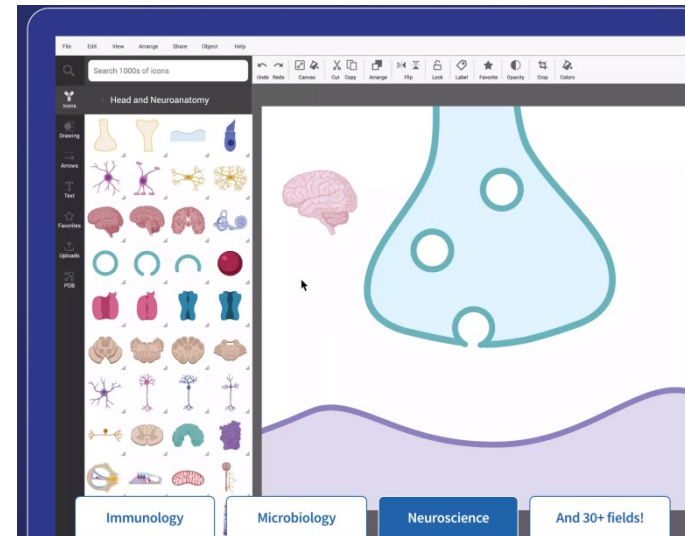 File Edit View Arrange Share Object Help
Search 1000s of icons
Undo Redo Canvas Cut Copy Arrange Flip Lock Label Favorite Opacity Crop Colors
Icons
Head and Neuroanatomy
Drawing
Arrows
Text
Favorites
Uploads
PDB
Immunology Microbiology Neuroscience And 30+ fields!